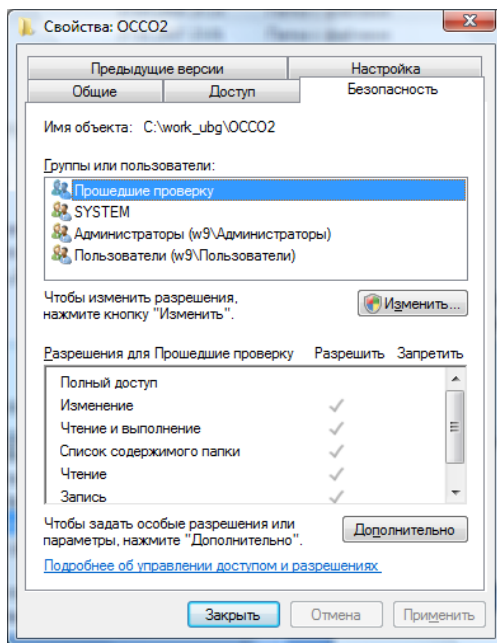 Свойства: ОССО2
Предыдущие версии
Настройка
Общие
Доступ
Безопасность
Имя объекта: C:\work_ubg\ОССО2
Группы или пользователи:
Прошедшие проверку
SYSTEM
Администраторы (w9\Администраторы)
Пользователи (w9\Пользователи)
Чтобы изменить разрешения,
нажмите кнопку "Изменить".
Изменить...
Разрешения для Прошедшие проверку
Разрешить
Запретить
Полный доступ
Изменение
Чтение и выполнение
Список содержимого папки
Чтение
Запись
Чтобы задать особые разрешения или
параметры, нажмите "Дополнительно".
Дополнительно
Подробнее об управлении доступом и разрешениях
Закрыть
Отмена
Применить